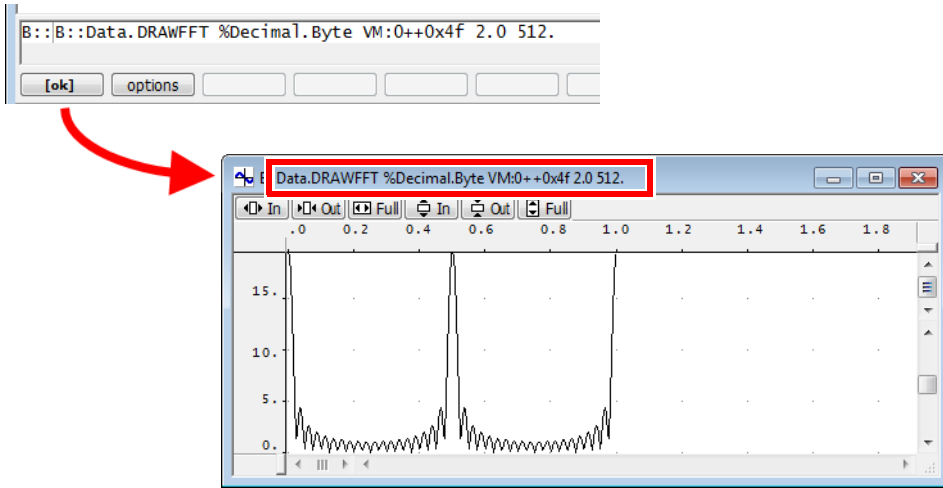 B::B::Data.DRAWFFT %Decimal.Byte VM:0++0x4f 2.0 512.
[ok] options
Data.DRAWFFT %Decimal.Byte VM:0++0x4f 2.0 512.
In Out Full In Out Full
.0 0.2 0.4 0.6 0.8 1.0 1.2 1.4 1.6 1.8
15.
10.
5.
0.